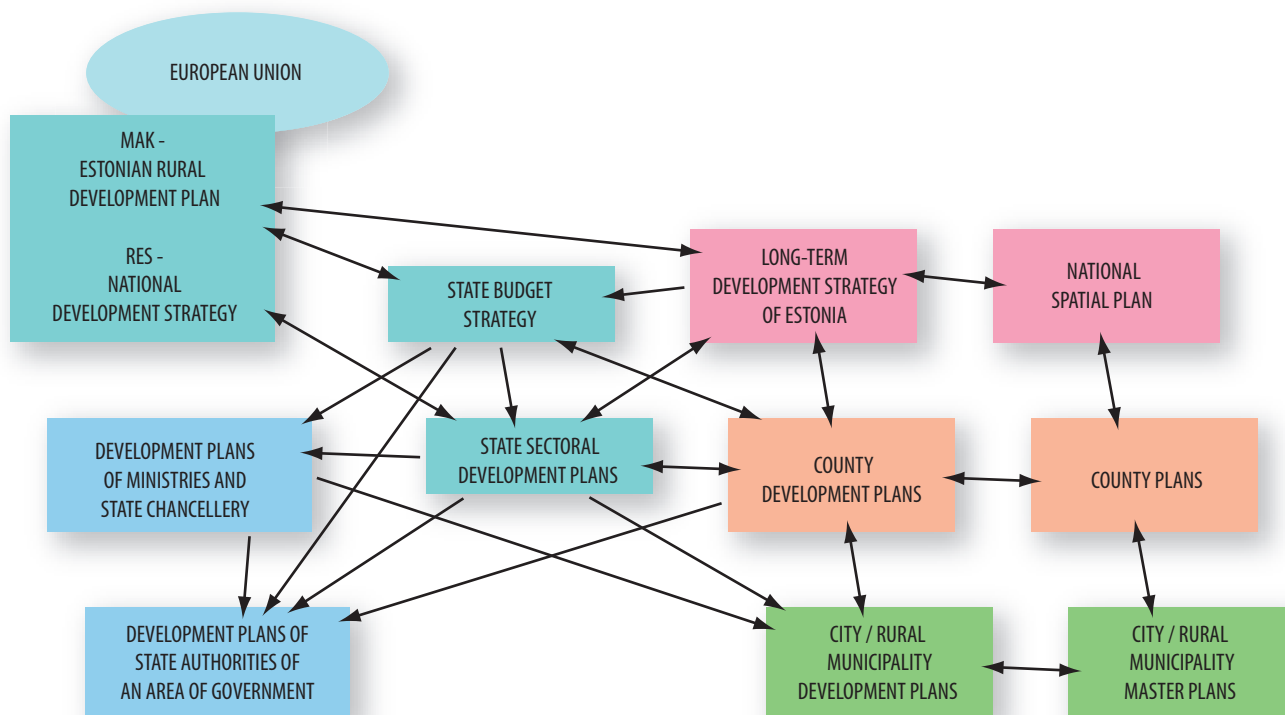 EUROPEAN UNION
MAK -
ESTONIAN RURAL
DEVELOPMENT PLAN
RES -
NATIONAL
DEVELOPMENT STRATEGY
STATE BUDGET
STRATEGY
LONG-TERM
DEVELOPMENT STRATEGY
OF ESTONIA
NATIONAL
SPATIAL PLAN
DEVELOPMENT PLANS
OF MINISTRIES AND
STATE CHANCELLERY
STATE SECTORAL
DEVELOPMENT PLANS
COUNTY
DEVELOPMENT PLANS
COUNTY PLANS
DEVELOPMENT PLANS OF
STATE AUTHORITIES OF
AN AREA OF GOVERNMENT
CITY / RURAL
MUNICIPALITY
DEVELOPMENT PLANS
CITY / RURAL
MUNICIPALITY
MASTER PLANS